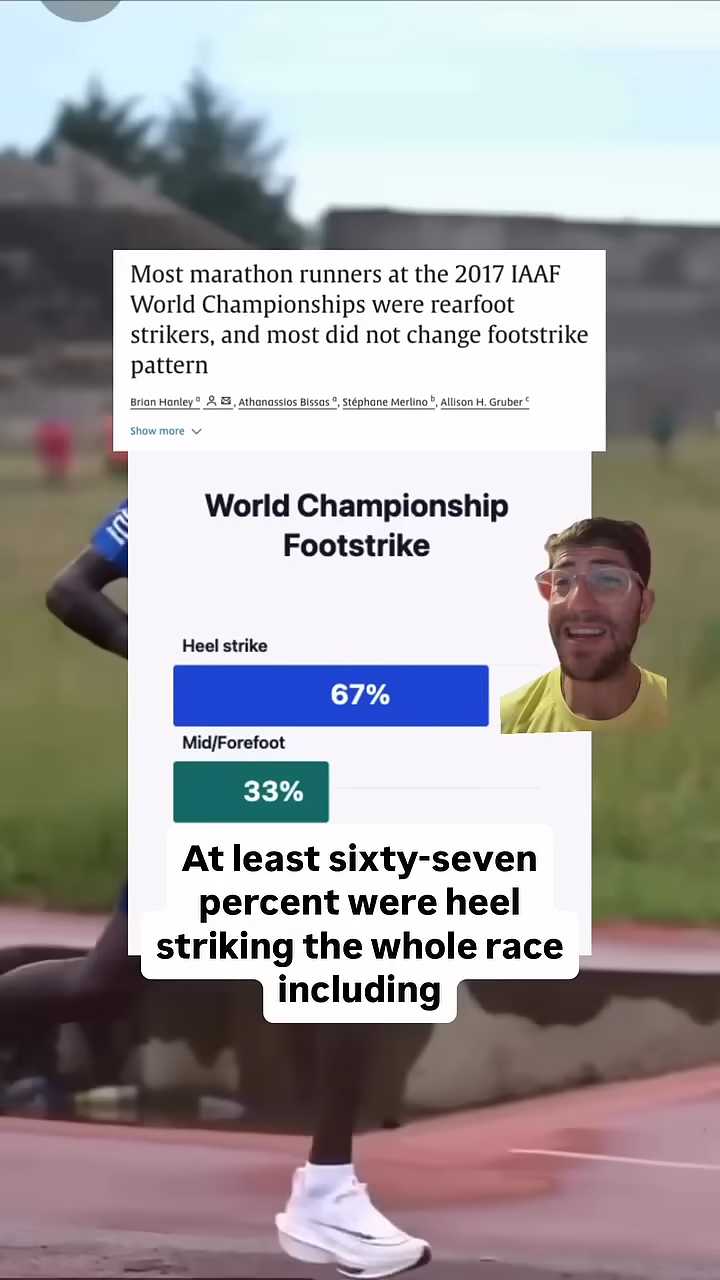 Most marathon runners at the 2017 IAAF
World Championships were rearfoot
strikers, and most did not change footstrike
pattern
Brian Hanley a, Athanassios Bissas a, Stéphane Merlino b, Allison H. Gruber c
Show more
World Championship
Footstrike
Heel strike
67%
Mid/Forefoot
33%
At least sixty-seven
percent were heel
striking the whole race
including